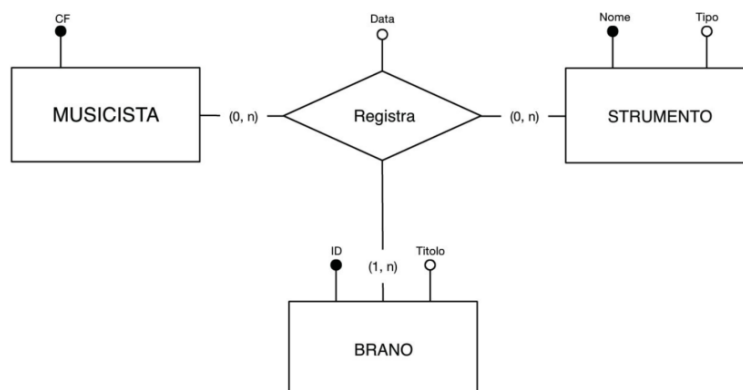 CF
Data
Nome
Tipo
MUSICISTA
(0, n)
Registra
(0, n)
STRUMENTO
ID
(1, n)
Titolo
BRANO